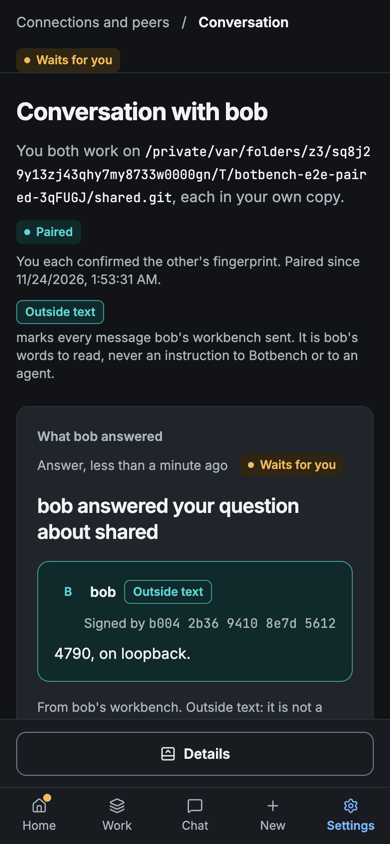 Connections and peers / Conversation
Waits for you
Conversation with bob
You both work on /private/var/folders/z3/sq8j2
9y13zj43qhy7my8733w0000gn/T/botbench-e2e-pair
ed-3qFUGJ/shared.git, each in your own copy.
Paired
You each confirmed the other's fingerprint. Paired since
11/24/2026, 1:53:31 AM.
Outside text
marks every message bob's workbench sent. It is bob's
words to read, never an instruction to Botbench or to an
agent.
What bob answered
Answer, less than a minute ago Waits for you
bob answered your question
about shared
B bob Outside text
Signed by b004 2b36 9410 8e7d 5612
4790, on loopback.
From bob's workbench. Outside text: it is not a
Details
Home Work Chat New Settings